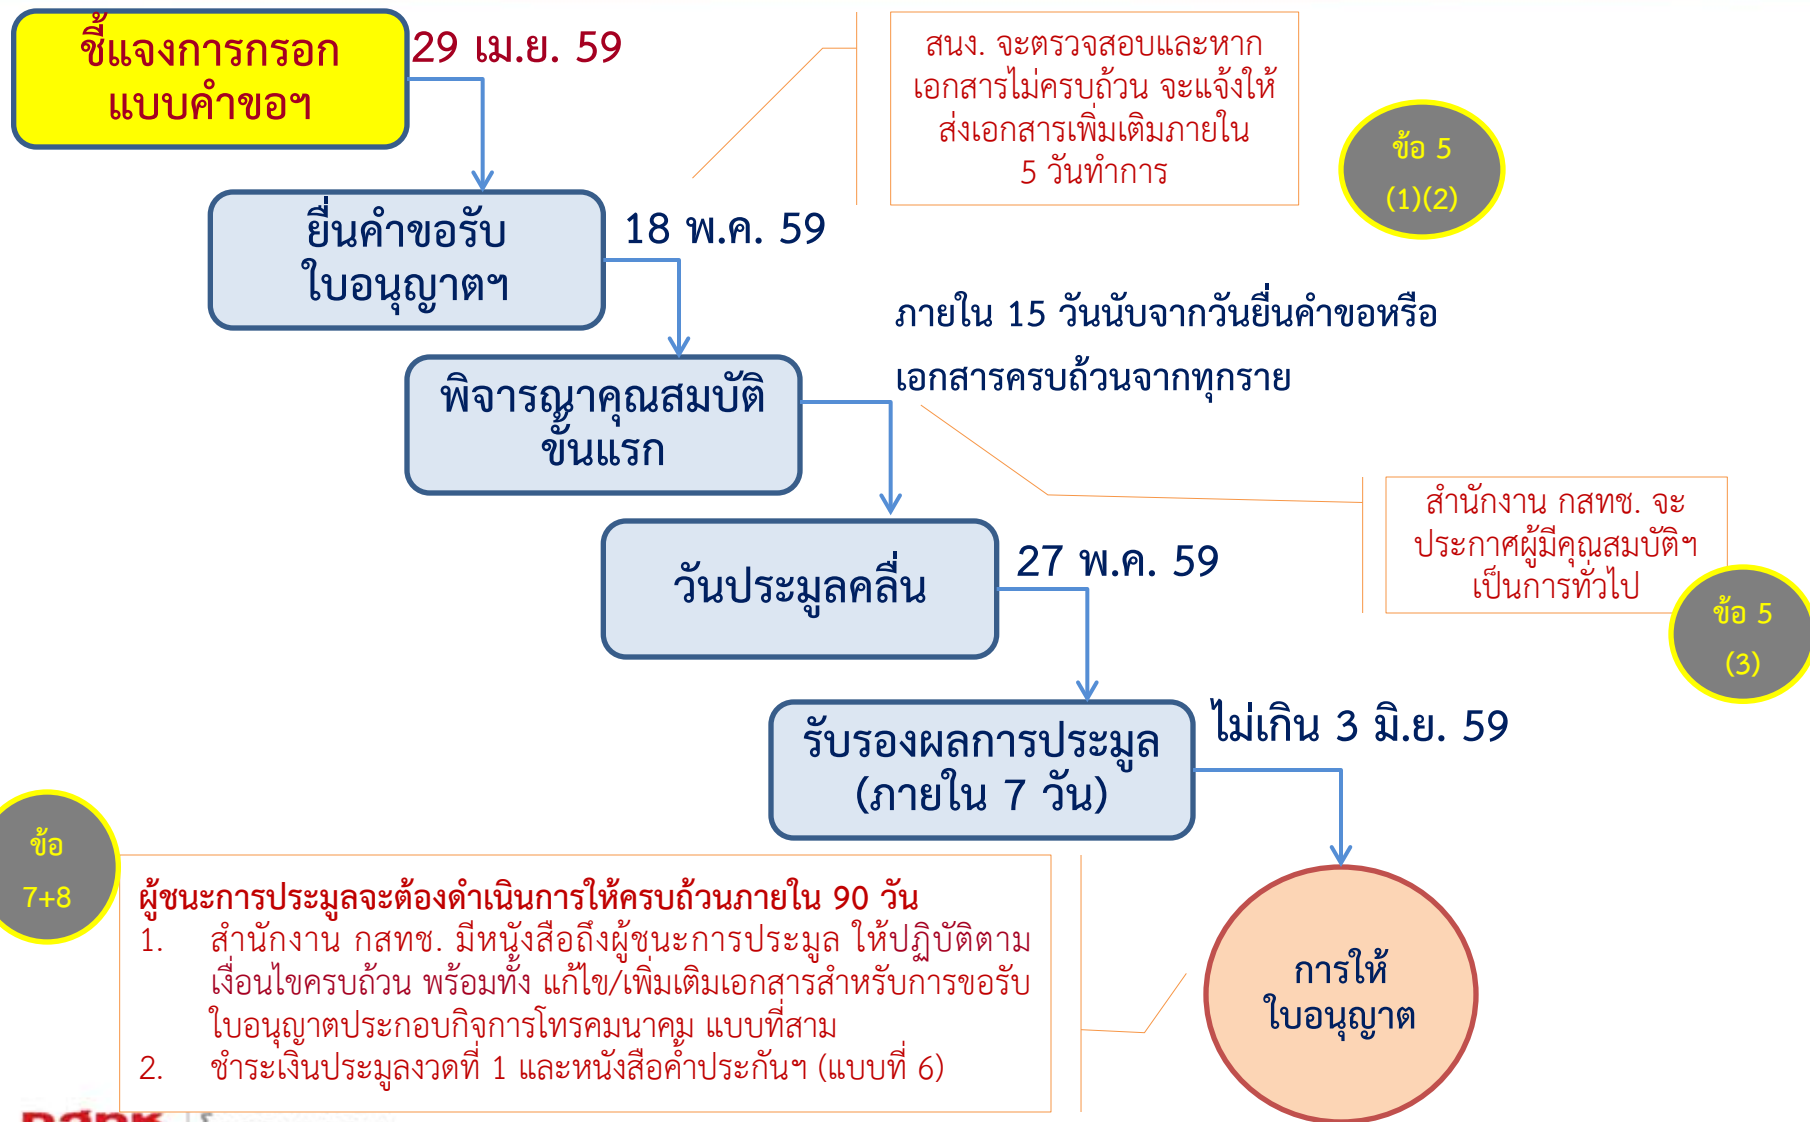 ชี้แจงการกรอก
แบบคำขอฯ
29 เม.ย. 59
สนง. จะตรวจสอบและหาก
เอกสารไม่ครบถ้วน จะแจ้งให้
ส่งเอกสารเพิ่มเติมภายใน
5 วันทำการ
ข้อ 5
(1)(2)
ยื่นคำขอรับ
ใบอนุญาตฯ
18 พ.ค. 59
ภายใน 15 วันนับจากวันยื่นคำขอหรือ
เอกสารครบถ้วนจากทุกราย
พิจารณาคุณสมบัติ
ขั้นแรก
สำนักงาน กสทช. จะ
ประกาศผู้มีคุณสมบัติฯ
เป็นการทั่วไป
ข้อ 5
(3)
วันประมูลคลื่น
27 พ.ค. 59
รับรองผลการประมูล
(ภายใน 7 วัน)
ไม่เกิน 3 มิ.ย. 59
ข้อ
7+8
ผู้ชนะการประมูลจะต้องดำเนินการให้ครบถ้วนภายใน 90 วัน
1. สำนักงาน กสทช. มีหนังสือถึงผู้ชนะการประมูล ให้ปฏิบัติตาม
เงื่อนไขครบถ้วน พร้อมทั้ง แก้ไข/เพิ่มเติมเอกสารสำหรับการขอรับ
ใบอนุญาตประกอบกิจการโทรคมนาคม แบบที่สาม
2. ชำระเงินประมูลงวดที่ 1 และหนังสือค้ำประกันฯ (แบบที่ 6)
การให้
ใบอนุญาต